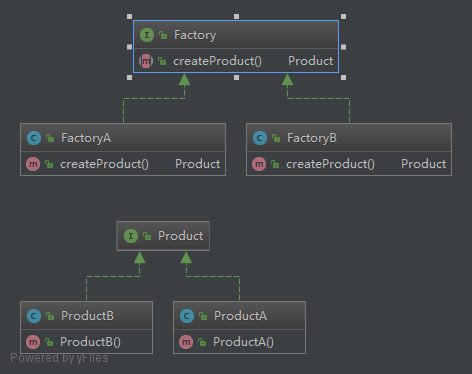 I Factory
m createProduct() Product
C FactoryA C FactoryB
m createProduct() Product m createProduct() Product
I Product
C ProductB C ProductA
m ProductB() m ProductA()
Powered by yFiles